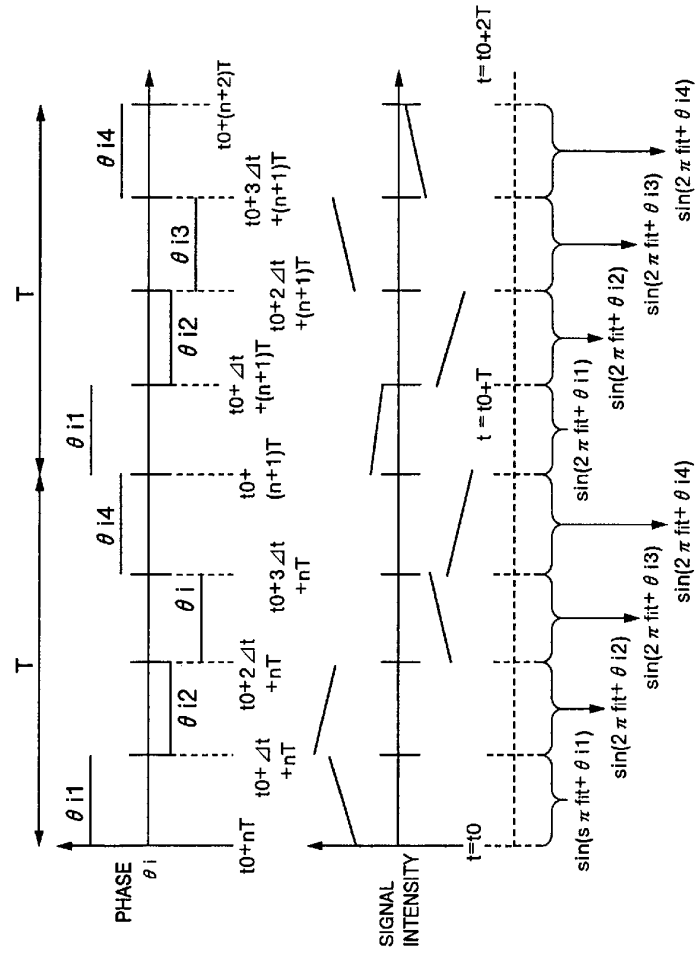 T
T
PHASE
θ i
θ i1
θ i2
θ i
θ i4
θ i1
θ i2
θ i3
θ i4
t0+nT
t0+ Δt
+nT
t0+2 Δt
+nT
t0+3 Δt
+nT
t0+
(n+1)T
t0+ Δt
+(n+1)T
t0+2 Δt
+(n+1)T
t0+3 Δt
+(n+1)T
t0+(n+2)T
SIGNAL
INTENSITY
t=t0
t = t0+T
t= t0+2T
sin(s π fit+ θ i1)
sin(2 π fit+ θ i2)
sin(2 π fit+ θ i3)
sin(2 π fit+ θ i4)
sin(2 π fit+ θ i1)
sin(2 π fit+ θ i2)
sin(2 π fit+ θ i3)
sin(2 π fit+ θ i4)